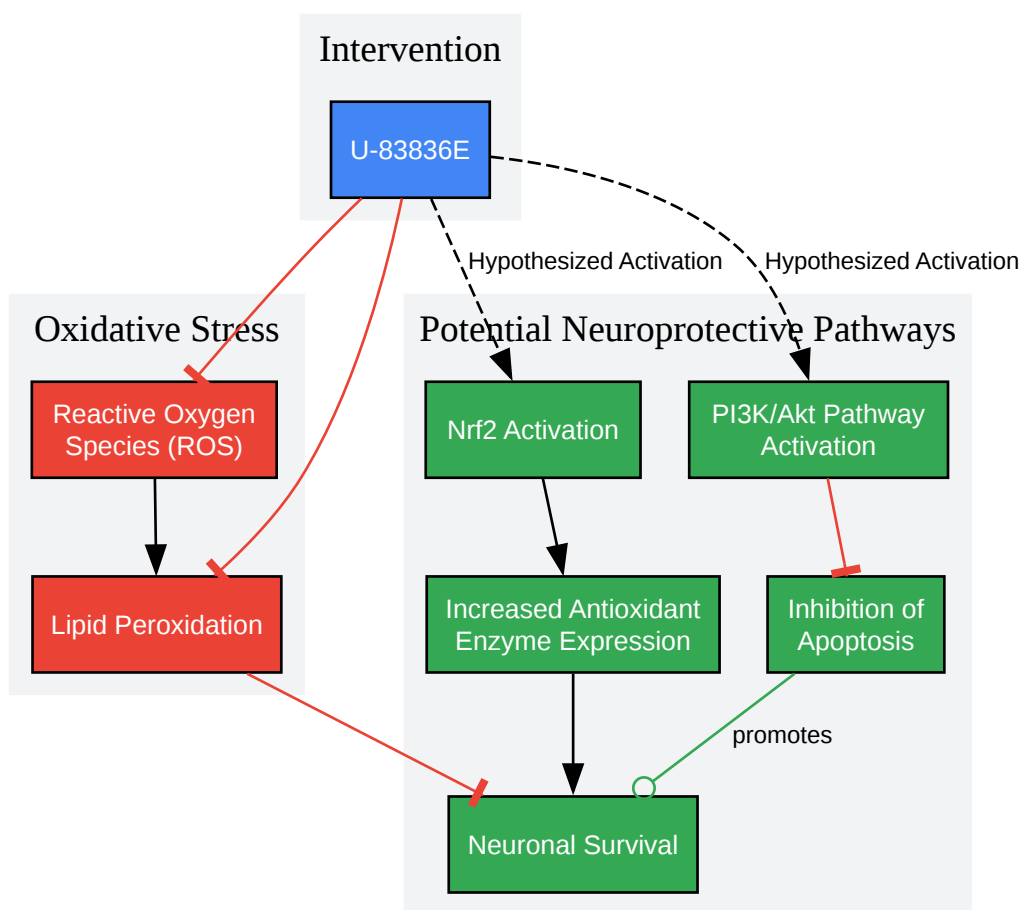 Intervention
U-83836E
Hypothesized Activation
Hypothesized Activation
Oxidative Stress
Potential Neuroprotective Pathways
Reactive Oxygen
Species (ROS)
Nrf2 Activation
PI3K/Akt Pathway
Activation
Lipid Peroxidation
Increased Antioxidant
Enzyme Expression
Inhibition of
Apoptosis
promotes
Neuronal Survival